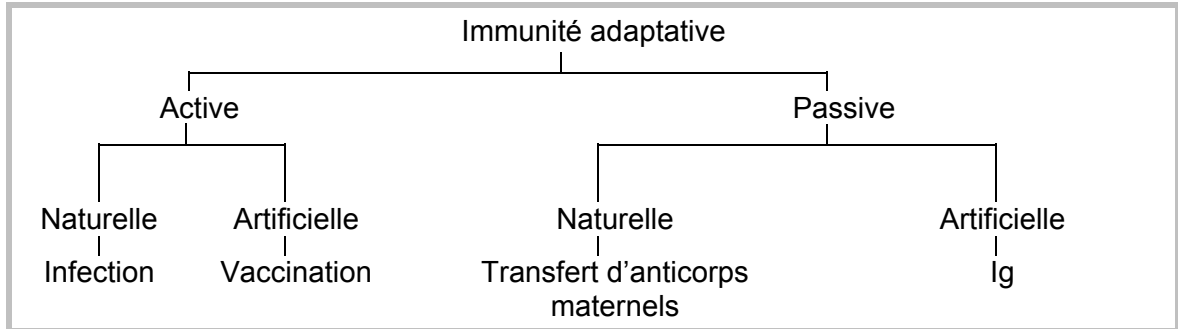 Immunité adaptative
Active
Passive
Naturelle
Artificielle
Naturelle
Artificielle
Infection
Vaccination
Transfert d’anticorps
maternels
Ig